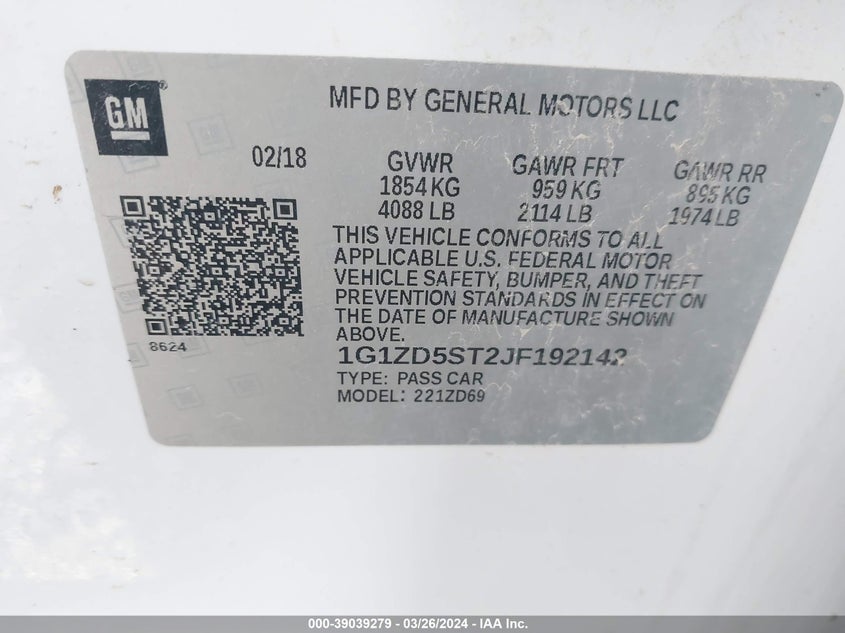 GM
MFD BY GENERAL MOTORS LLC
02/18 GVWR GAWR FRT GAWR RR
1854 KG 959 KG 895 KG
4088 LB 2114 LB 1974 LB
THIS VEHICLE CONFORMS TO ALL
APPLICABLE U.S. FEDERAL MOTOR
VEHICLE SAFETY, BUMPER, AND THEFT
PREVENTION STANDARDS IN EFFECT ON
THE DATE OF MANUFACTURE SHOWN
ABOVE.
8624
1G1ZD5ST2JF192142
TYPE: PASS CAR
MODEL: 221ZD69
000-39039279 - 03/26/2024 - IAA Inc.